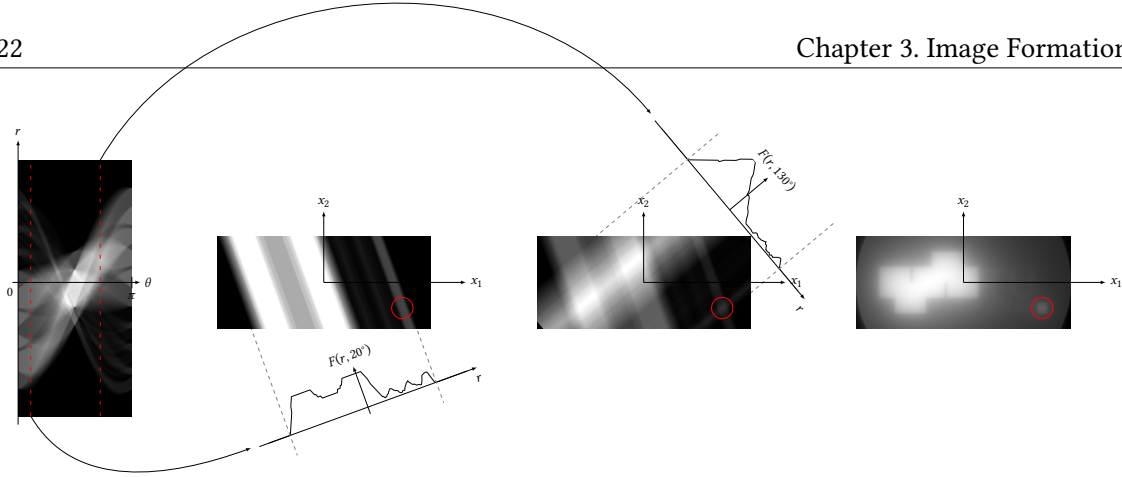 22
Chapter 3. Image Formation
r
0
π
θ
x2
x1
F(r, 20°)
r
x2
x1
F(r, 130°)
r
x2
x1